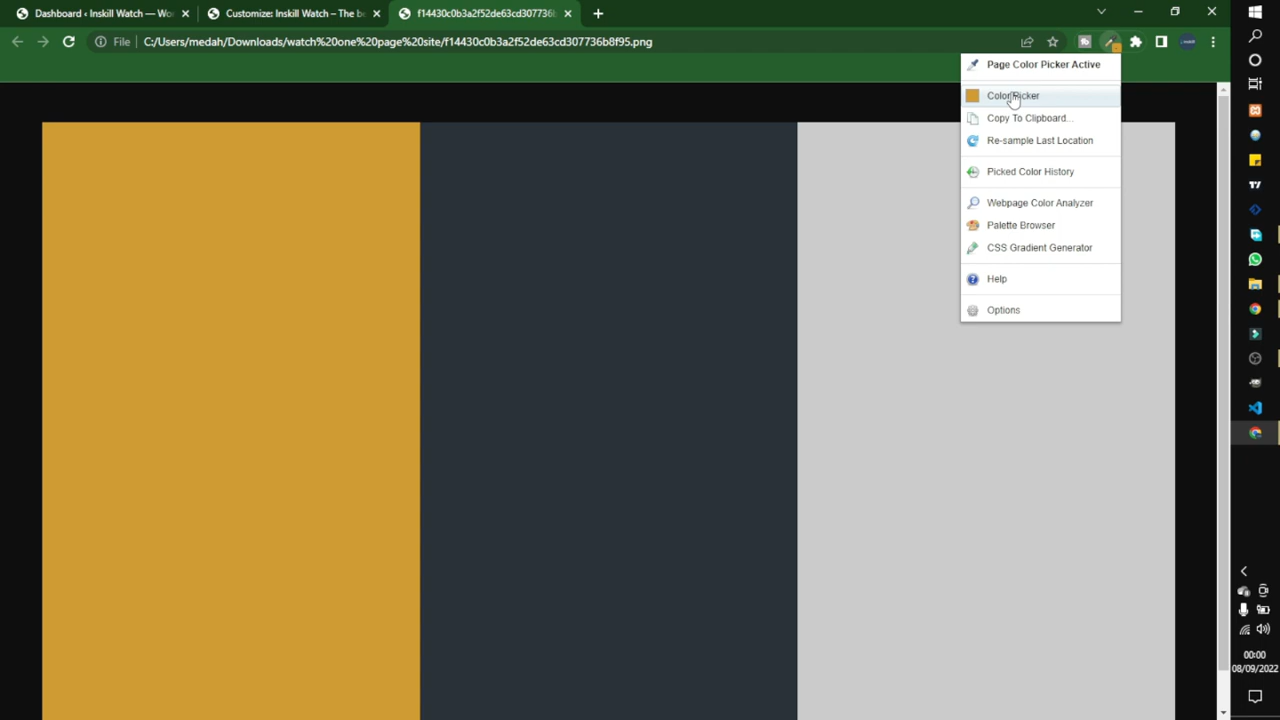 Dashboard ‹ Inskill Watch — Wo
Customize: Inskill Watch – The b
f14430c0b3a2f52de63cd307736b
File
C:/Users/medah/Downloads/watch%20one%20page%20site/f14430c0b3a2f52de63cd307736b8f95.png
Page Color Picker Active
Color Picker
Copy To Clipboard...
Re-sample Last Location
Picked Color History
Webpage Color Analyzer
Palette Browser
CSS Gradient Generator
Help
Options
00:00
08/09/2022